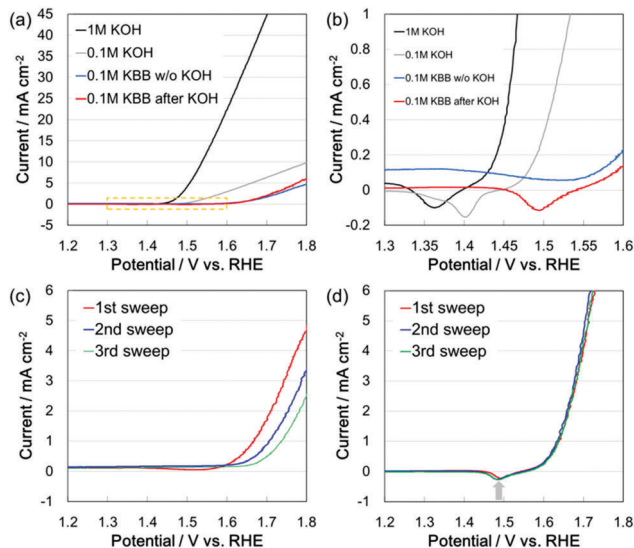 (a)
1M KOH
0.1M KOH
0.1M KBB w/o KOH
0.1M KBB after KOH
Current / mA cm-2
45
40
35
30
25
20
15
10
5
0
-5
1.2 1.3 1.4 1.5 1.6 1.7 1.8
Potential / V vs. RHE
(b)
1M KOH
0.1M KOH
0.1M KBB w/o KOH
0.1M KBB after KOH
Current / mA cm-2
1
0.8
0.6
0.4
0.2
0
-0.2
1.3 1.35 1.4 1.45 1.5 1.55 1.6
Potential / V vs. RHE
(c)
1st sweep
2nd sweep
3rd sweep
Current / mA cm-2
6
5
4
3
2
1
0
-1
1.2 1.3 1.4 1.5 1.6 1.7 1.8
Potential / V vs. RHE
(d)
1st sweep
2nd sweep
3rd sweep
Current / mA cm-2
6
5
4
3
2
1
0
-1
1.2 1.3 1.4 1.5 1.6 1.7 1.8
Potential / V vs. RHE